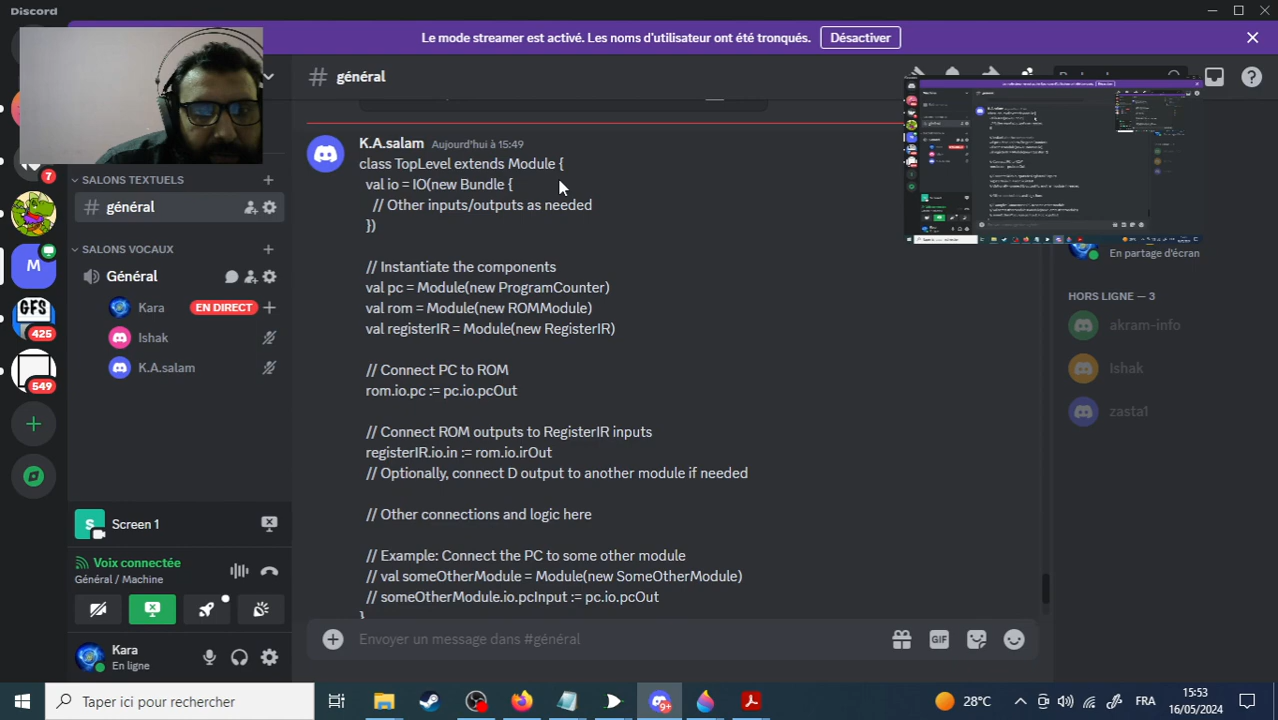 Discord
Le mode streamer est activé. Les noms d'utilisateur ont été tronqués.
Désactiver
général
SALONS TEXTUELS
général
SALONS VOCAUX
Général
Kara
EN DIRECT
Ishak
K.A.salam
7
M
GFS
425
549
Screen 1
Voix connectée
Général / Machine
Kara
En ligne
K.A.salam Aujourd'hui à 15:49
class TopLevel extends Module {
val io = IO(new Bundle {
// Other inputs/outputs as needed
})
// Instantiate the components
val pc = Module(new ProgramCounter)
val rom = Module(new ROMModule)
val registerIR = Module(new RegisterIR)
// Connect PC to ROM
rom.io.pc := pc.io.pcOut
// Connect ROM outputs to RegisterIR inputs
registerIR.io.in := rom.io.irOut
// Optionally, connect D output to another module if needed
// Other connections and logic here
// Example: Connect the PC to some other module
// val someOtherModule = Module(new SomeOtherModule)
// someOtherModule.io.pcInput := pc.io.pcOut
}
Envoyer un message dans #général
GIF
En partage d'écran
HORS LIGNE — 3
akram-info
Ishak
zasta1
Taper ici pour rechercher
9+
28°C
FRA
15:53
16/05/2024